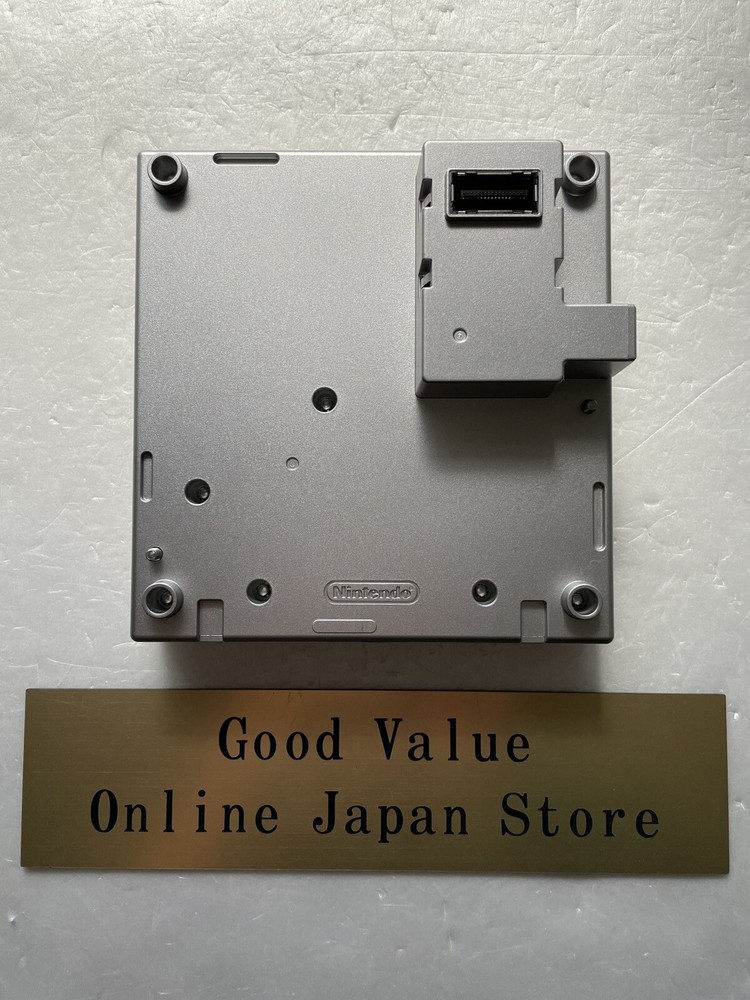 Nintendo
Good Value
Online Japan Store